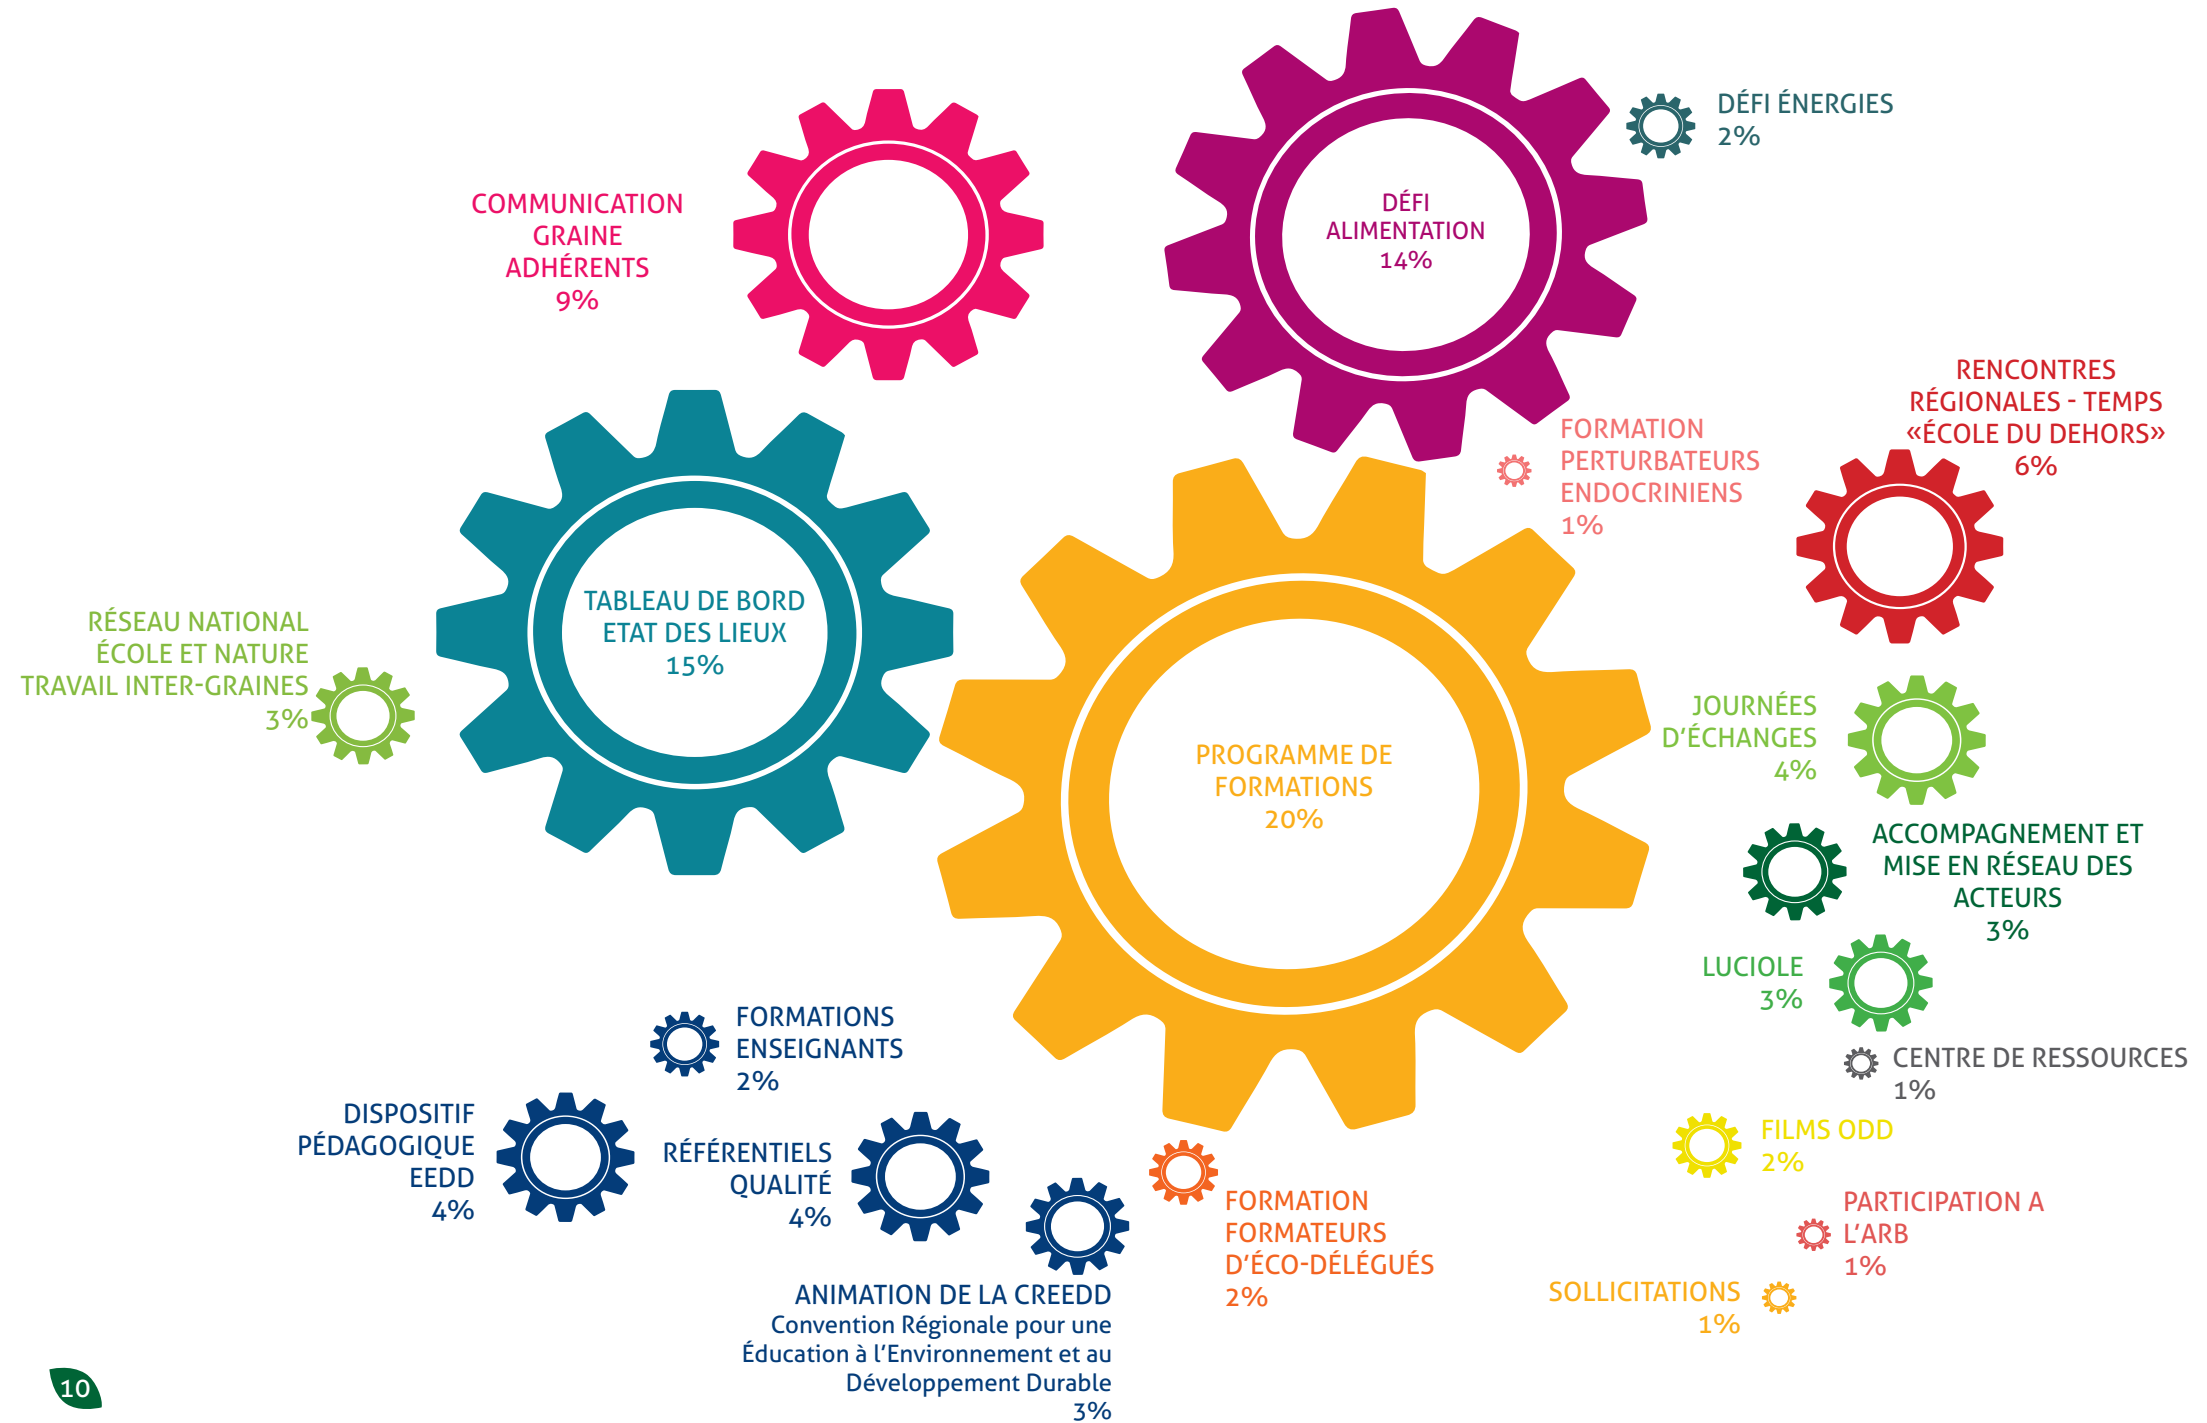 DÉFI ÉNERGIES
2%
COMMUNICATION
GRAINE
ADHÉRENTS
9%
DÉFI
ALIMENTATION
14%
RENCONTRES
RÉGIONALES - TEMPS
«ÉCOLE DU DEHORS»
6%
FORMATION
PERTURBATEURS
ENDOCRINIENS
1%
TABLEAU DE BORD
ETAT DES LIEUX
15%
RÉSEAU NATIONAL
ÉCOLE ET NATURE
TRAVAIL INTER-GRAINES
3%
PROGRAMME DE
FORMATIONS
20%
JOURNÉES
D'ÉCHANGES
4%
ACCOMPAGNEMENT ET
MISE EN RÉSEAU DES
ACTEURS
3%
LUCIOLE
3%
CENTRE DE RESSOURCES
1%
FORMATIONS
ENSEIGNANTS
2%
DISPOSITIF
PÉDAGOGIQUE
EEDD
4%
RÉFÉRENTIELS
QUALITÉ
4%
FILMS ODD
2%
FORMATION
FORMATEURS
D'ÉCO-DÉLÉGUÉS
2%
PARTICIPATION A
L'ARB
1%
SOLLICITATIONS
1%
ANIMATION DE LA CREEDD
Convention Régionale pour une
Éducation à l'Environnement et au
Développement Durable
3%
10